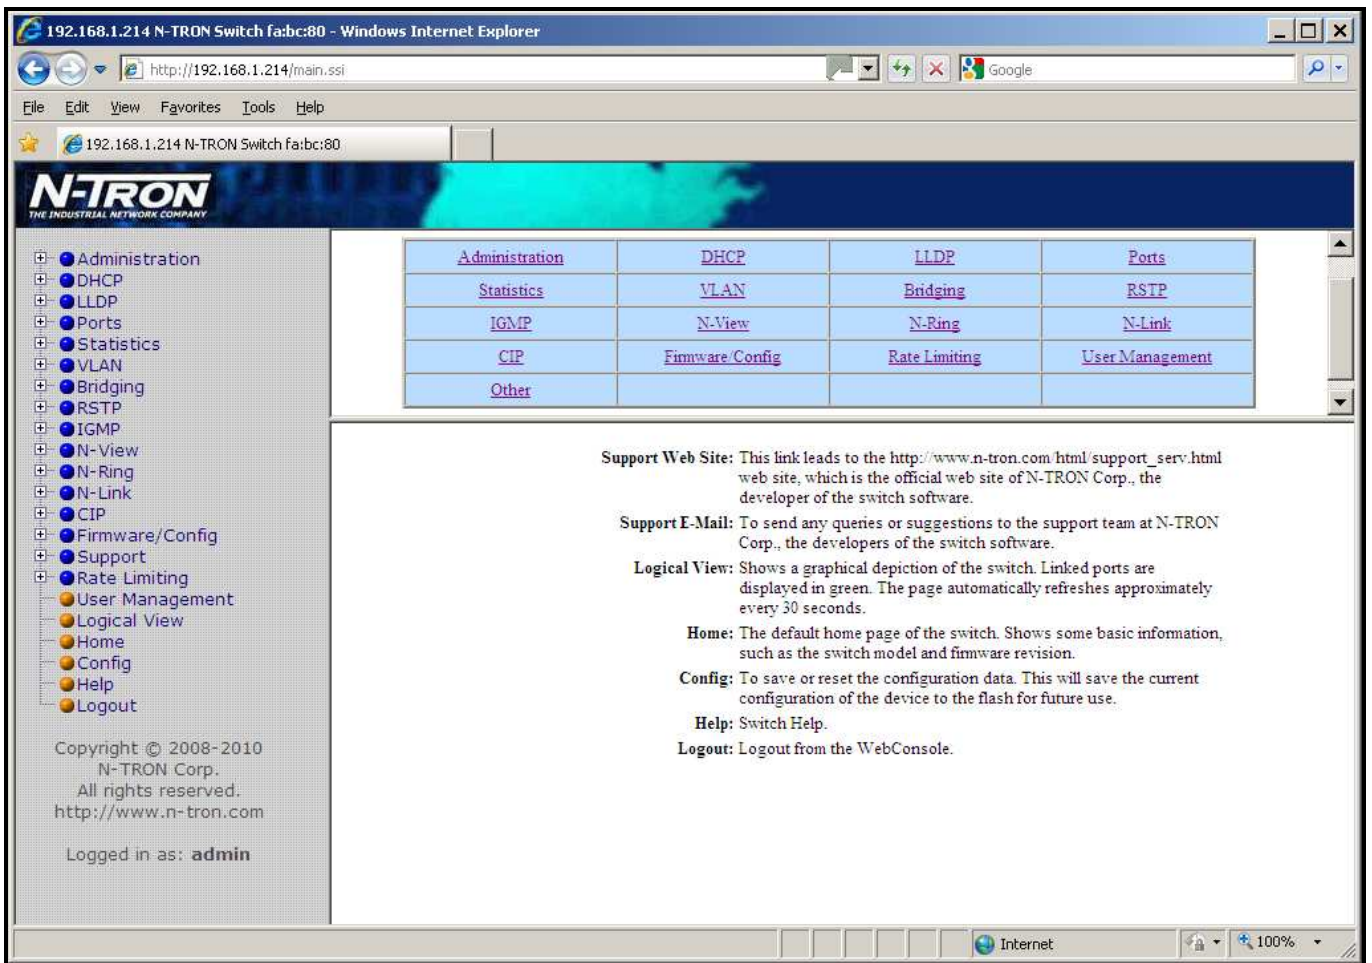 192.168.1.214 N-TRON Switch fa:bc:80 - Windows Internet Explorer
http://192.168.1.214/main.ssi
Google
File Edit View Favorites Tools Help
192.168.1.214 N-TRON Switch fa:bc:80
N-TRON
THE INDUSTRIAL NETWORK COMPANY
Administration
DHCP
LLDP
Ports
Statistics
VLAN
Bridging
RSTP
IGMP
N-View
N-Ring
N-Link
CIP
Firmware/Config
Support
Rate Limiting
User Management
Logical View
Home
Config
Help
Logout
Copyright © 2008-2010
N-TRON Corp.
All rights reserved.
http://www.n-tron.com
Logged in as: admin
Administration DHCP LLDP Ports
Statistics VLAN Bridging RSTP
IGMP N-View N-Ring N-Link
CIP Firmware/Config Rate Limiting User Management
Other
Support Web Site: This link leads to the http://www.n-tron.com/html/support_serv.html
web site, which is the official web site of N-TRON Corp., the
developer of the switch software.
Support E-Mail: To send any queries or suggestions to the support team at N-TRON
Corp., the developers of the switch software.
Logical View: Shows a graphical depiction of the switch. Linked ports are
displayed in green. The page automatically refreshes approximately
every 30 seconds.
Home: The default home page of the switch. Shows some basic information,
such as the switch model and firmware revision.
Config: To save or reset the configuration data. This will save the current
configuration of the device to the flash for future use.
Help: Switch Help.
Logout: Logout from the WebConsole.
Internet
100%